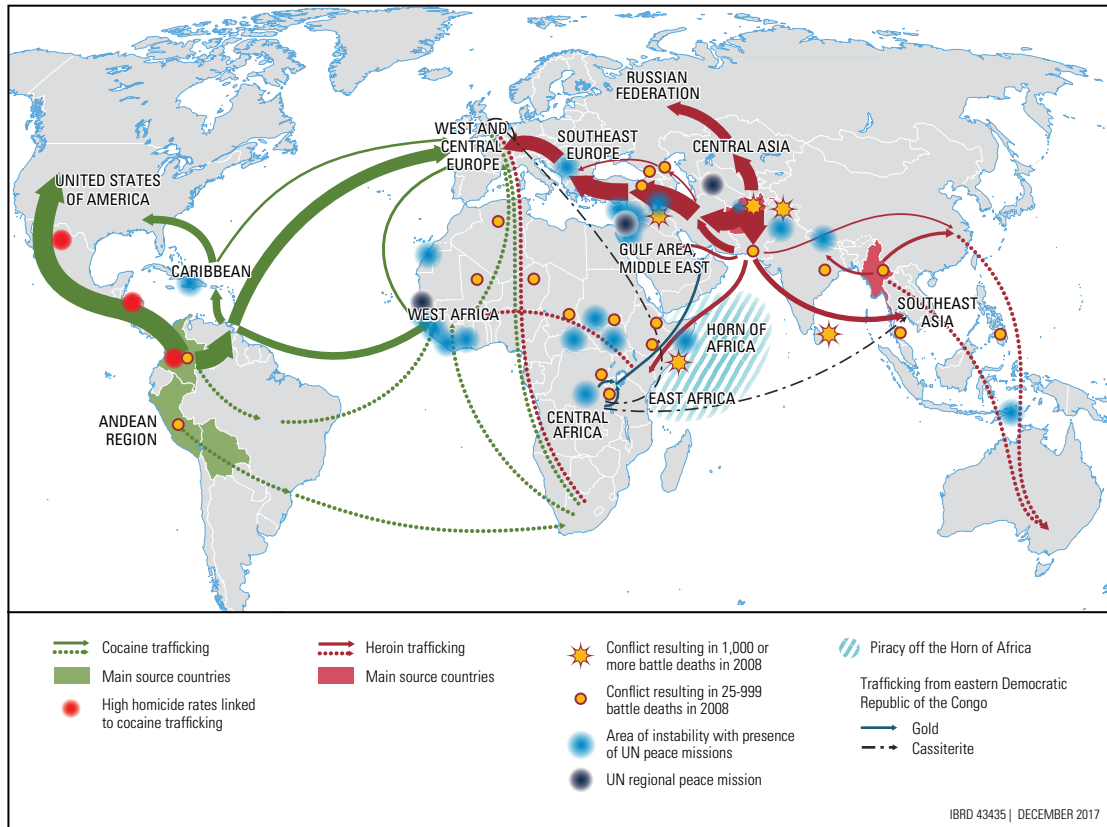 RUSSIAN
FEDERATION
WEST AND
CENTRAL
EUROPE
SOUTHEAST
EUROPE
CENTRAL ASIA
UNITED STATES
OF AMERICA
GULF AREA,
MIDDLE EAST
CARIBBEAN
WEST AFRICA
SOUTHEAST
ASIA
HORN OF
AFRICA
EAST AFRICA
ANDEAN
REGION
CENTRAL
AFRICA
Cocaine trafficking
Main source countries
High homicide rates linked
to cocaine trafficking
Heroin trafficking
Main source countries
Conflict resulting in 1,000 or
more battle deaths in 2008
Conflict resulting in 25-999
battle deaths in 2008
Area of instability with presence
of UN peace missions
UN regional peace mission
Piracy off the Horn of Africa
Trafficking from eastern Democratic
Republic of the Congo
Gold
Cassiterite
IBRD 43435 | DECEMBER 2017